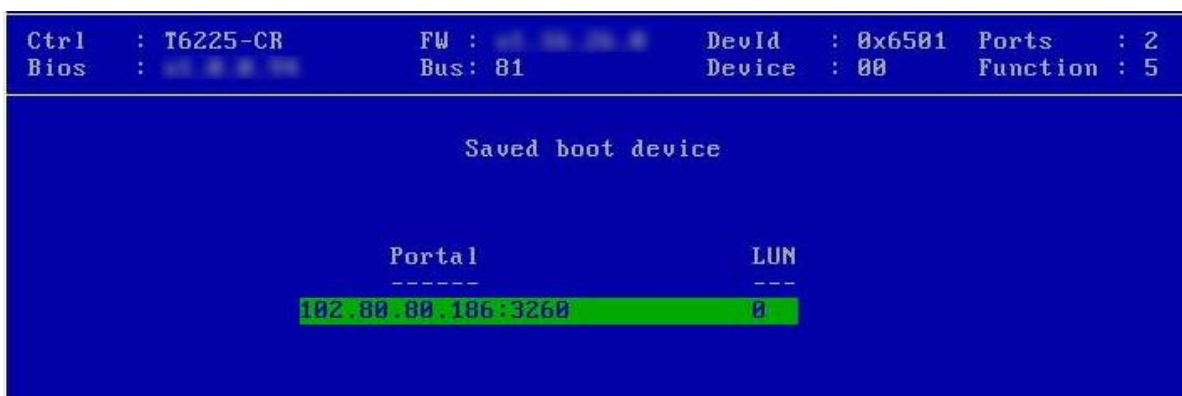 Ctrl : T6225-CR FW : DevId : 0x6501 Ports : 2
Bios : Bus: 81 Device : 00 Function : 5
Saved boot device
Portal LUN
------ ---
102.80.80.186:3260 0